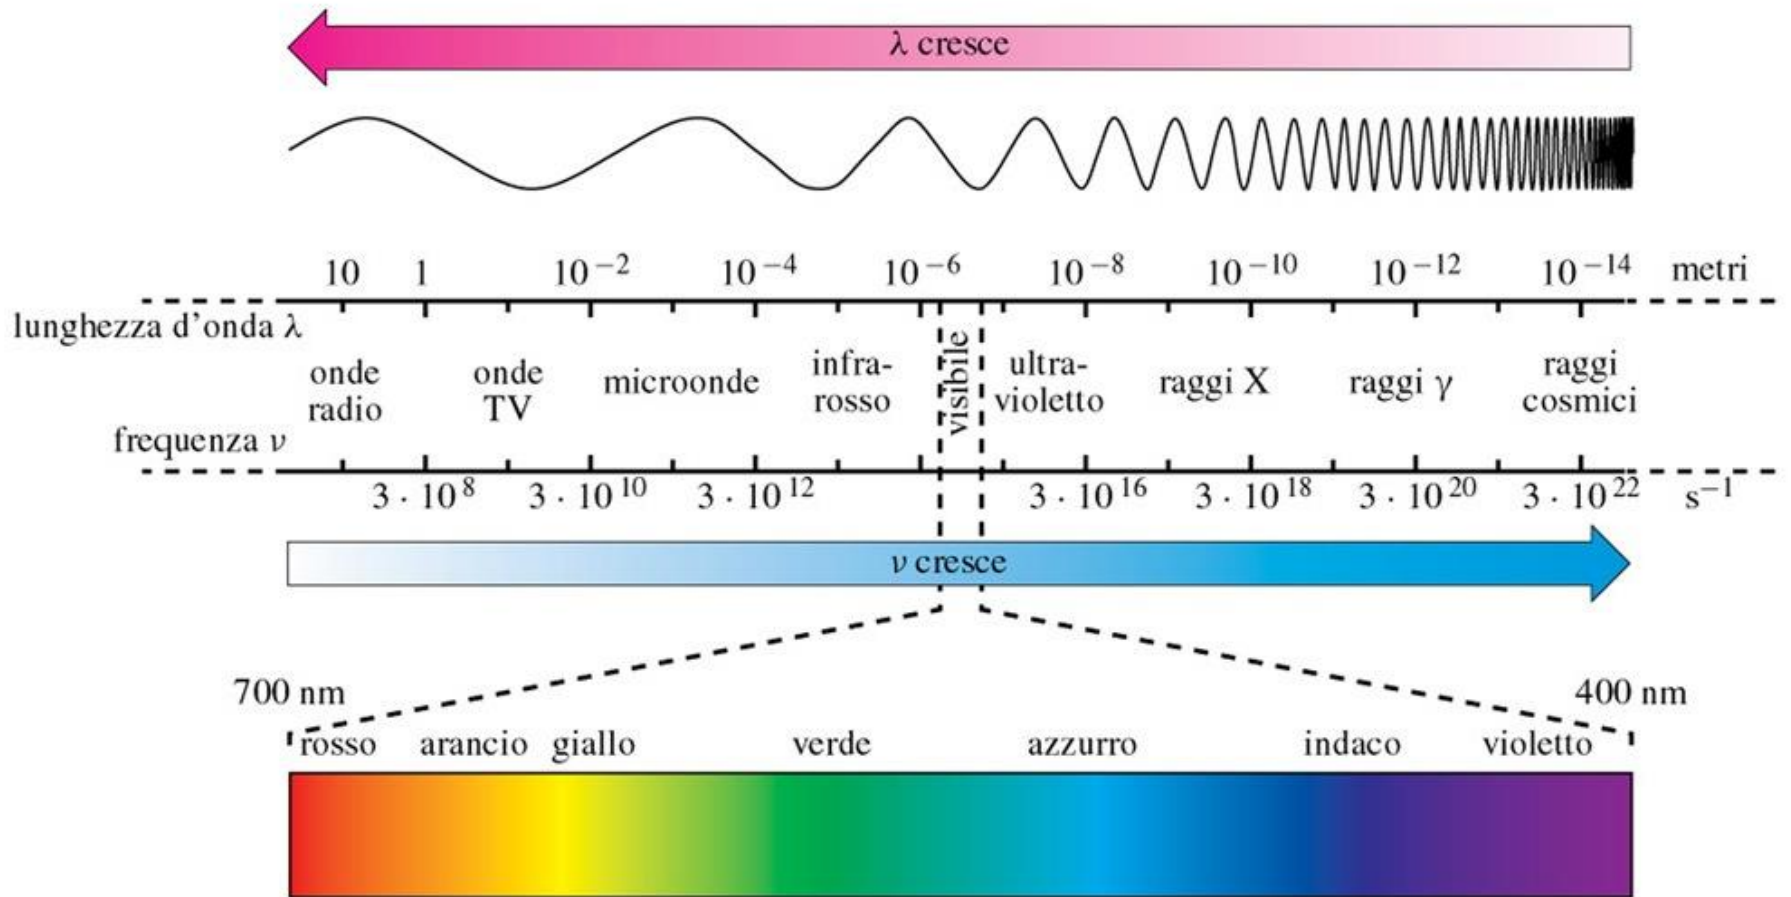 λ cresce
10 1 10⁻² 10⁻⁴ 10⁻⁶ 10⁻⁸ 10⁻¹⁰ 10⁻¹² 10⁻¹⁴ metri
lunghezza d'onda λ
onde
radio
onde
TV
microonde
infra-
rosso
visibile
ultra-
violetto
raggi X
raggi γ
raggi
cosmici
frequenza ν
3 · 10⁸ 3 · 10¹⁰ 3 · 10¹² 3 · 10¹⁶ 3 · 10¹⁸ 3 · 10²⁰ 3 · 10²² s⁻¹
ν cresce
700 nm 400 nm
rosso arancio giallo verde azzurro indaco violetto